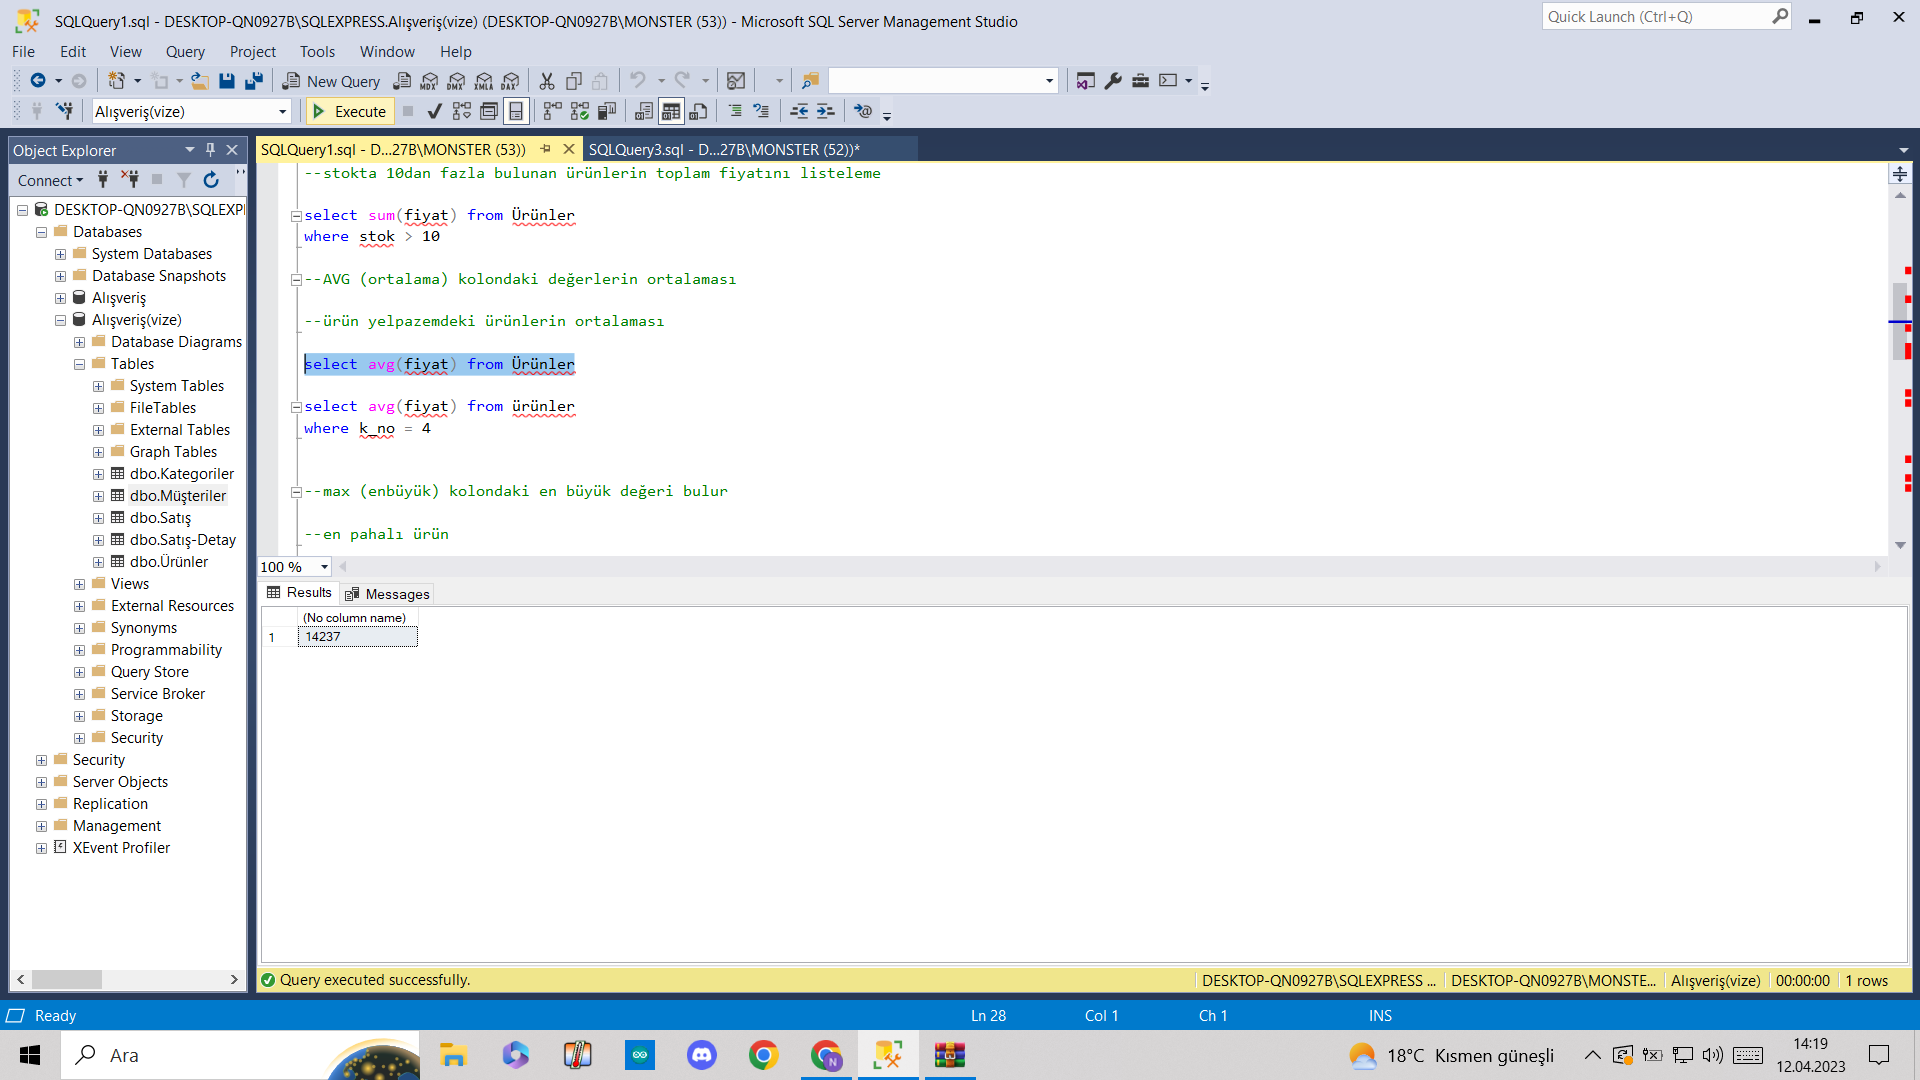 SQLQuery1.sql - DESKTOP-QN0927B\SQLEXPRESS.Alışveriş(vize) (DESKTOP-QN0927B\MONSTER (53)) - Microsoft SQL Server Management Studio
Quick Launch (Ctrl+Q)
File Edit View Query Project Tools Window Help
New Query MDX DMX XMLA DAX
Alışveriş(vize) Execute
Object Explorer
Connect
DESKTOP-QN0927B\SQLEXPI
Databases
System Databases
Database Snapshots
Alışveriş
Alışveriş(vize)
Database Diagrams
Tables
System Tables
FileTables
External Tables
Graph Tables
dbo.Kategoriler
dbo.Müşteriler
dbo.Satış
dbo.Satış-Detay
dbo.Ürünler
Views
External Resources
Synonyms
Programmability
Query Store
Service Broker
Storage
Security
Security
Server Objects
Replication
Management
XEvent Profiler
SQLQuery1.sql - D...27B\MONSTER (53)) SQLQuery3.sql - D...27B\MONSTER (52))*
--stokta 10dan fazla bulunan ürünlerin toplam fiyatını listeleme
select sum(fiyat) from Ürünler
where stok > 10
--AVG (ortalama) kolondaki değerlerin ortalaması
--ürün yelpazemdeki ürünlerin ortalaması
select avg(fiyat) from Ürünler
select avg(fiyat) from ürünler
where k_no = 4
--max (enbüyük) kolondaki en büyük değeri bulur
--en pahalı ürün
100 %
Results Messages
(No column name)
1 14237
Query executed successfully. DESKTOP-QN0927B\SQLEXPRESS ... DESKTOP-QN0927B\MONSTE... Alışveriş(vize) 00:00:00 1 rows
Ready Ln 28 Col 1 Ch 1 INS
Ara
18°C Kısmen güneşli
14:19
12.04.2023